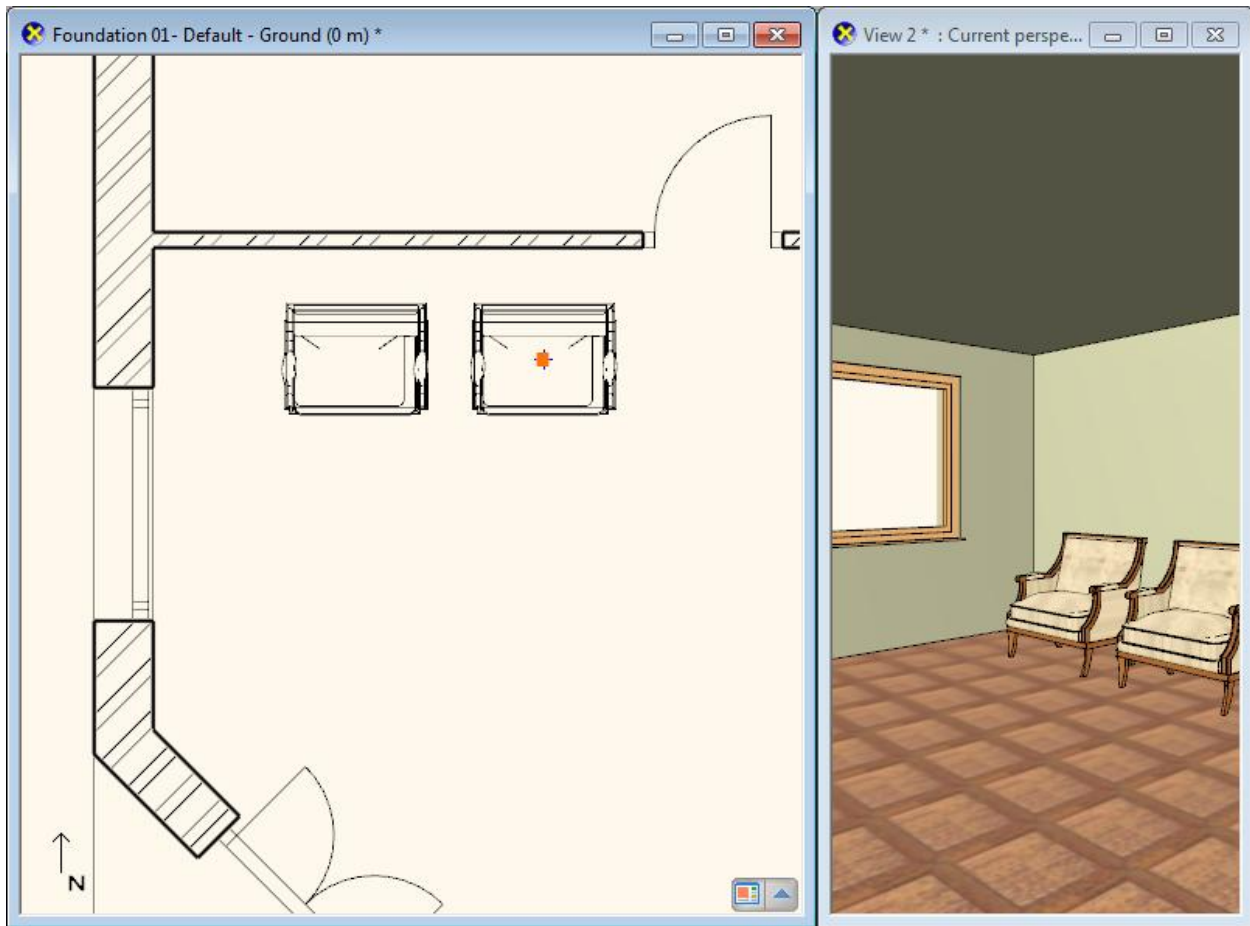 Foundation 01- Default - Ground (0 m) *
View 2 * : Current perspe...
N